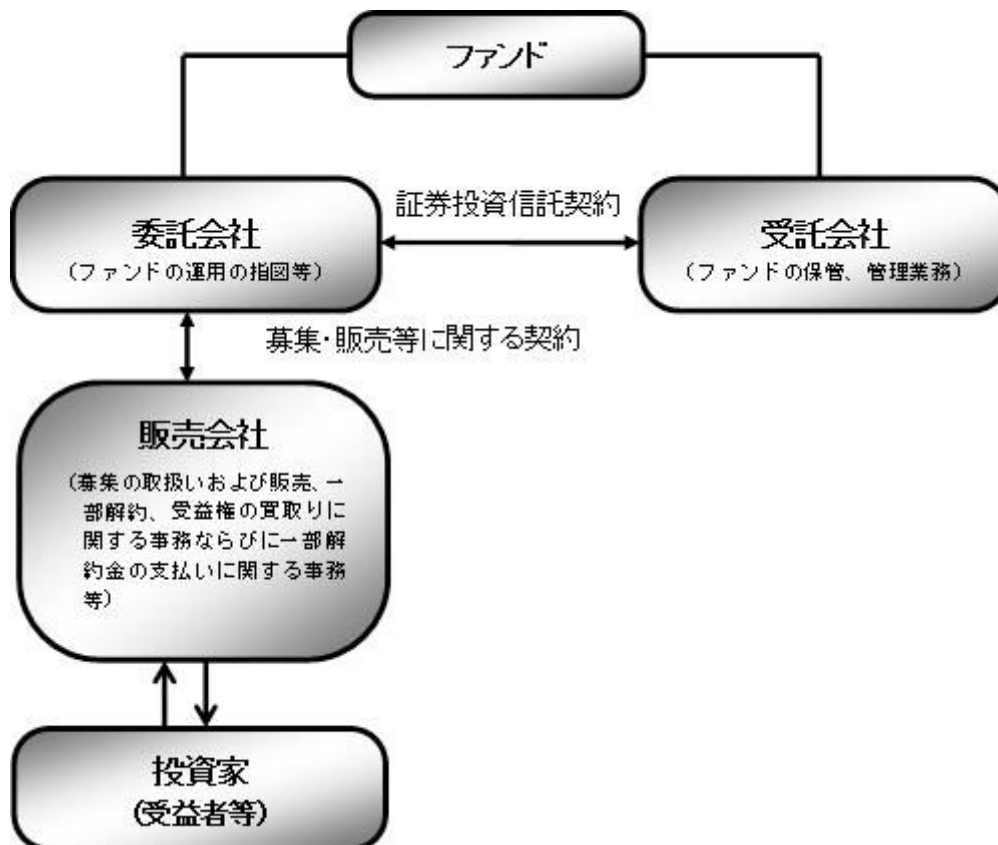 ファンド
証券投資信託契約
委託会社
(ファンドの運用の指図等)
受託会社
(ファンドの保管、管理業務)
募集・販売等に関する契約
販売会社
(募集の取扱いおよび販売、一
部解約、受益権の買取りに
関する事務ならびに一部解
約金の支払いに関する事務
等)
投資家
(受益者等)